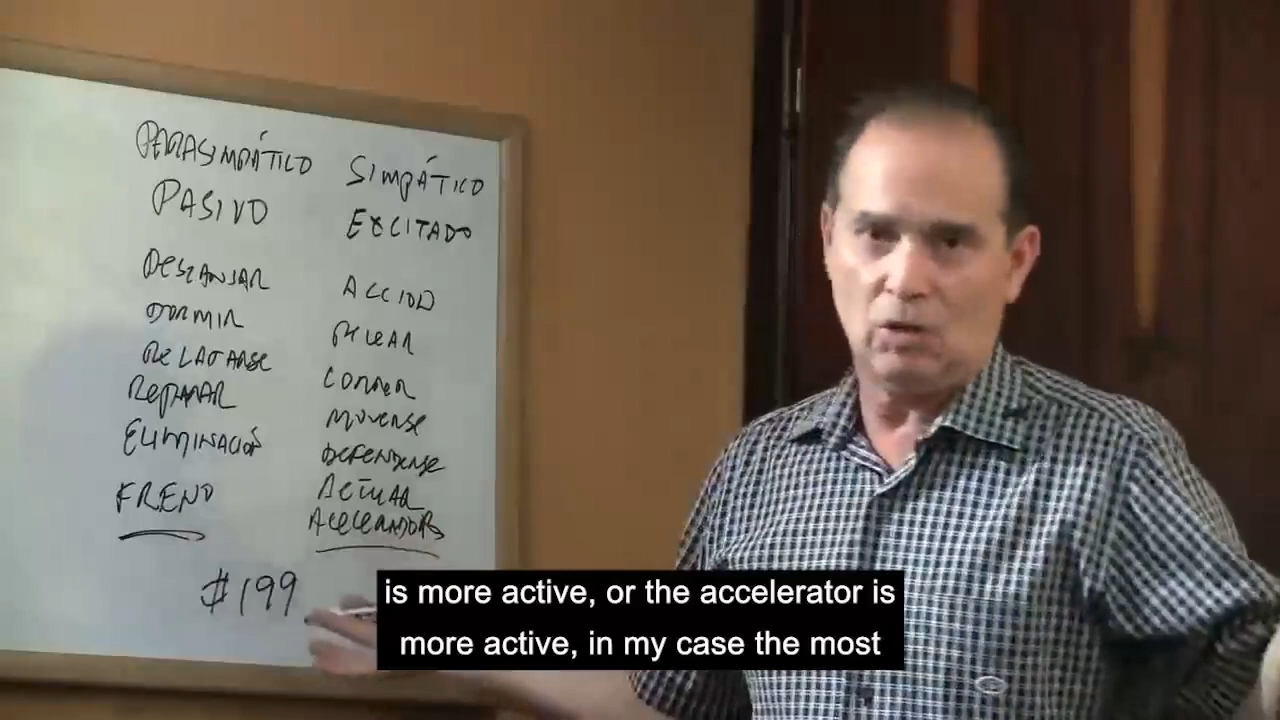 PARASIMPÁTICO
PASIVO
DESCANSAR
DORMIR
RELAJARSE
REPARAR
ELIMINACIÓN
FRENO
SIMPÁTICO
EXCITADO
ACCION
PELEAR
CORRER
MOVERSE
DEFENDERSE
ACTUAR
ACELERADOR
#199
is more active, or the accelerator is
more active, in my case the most